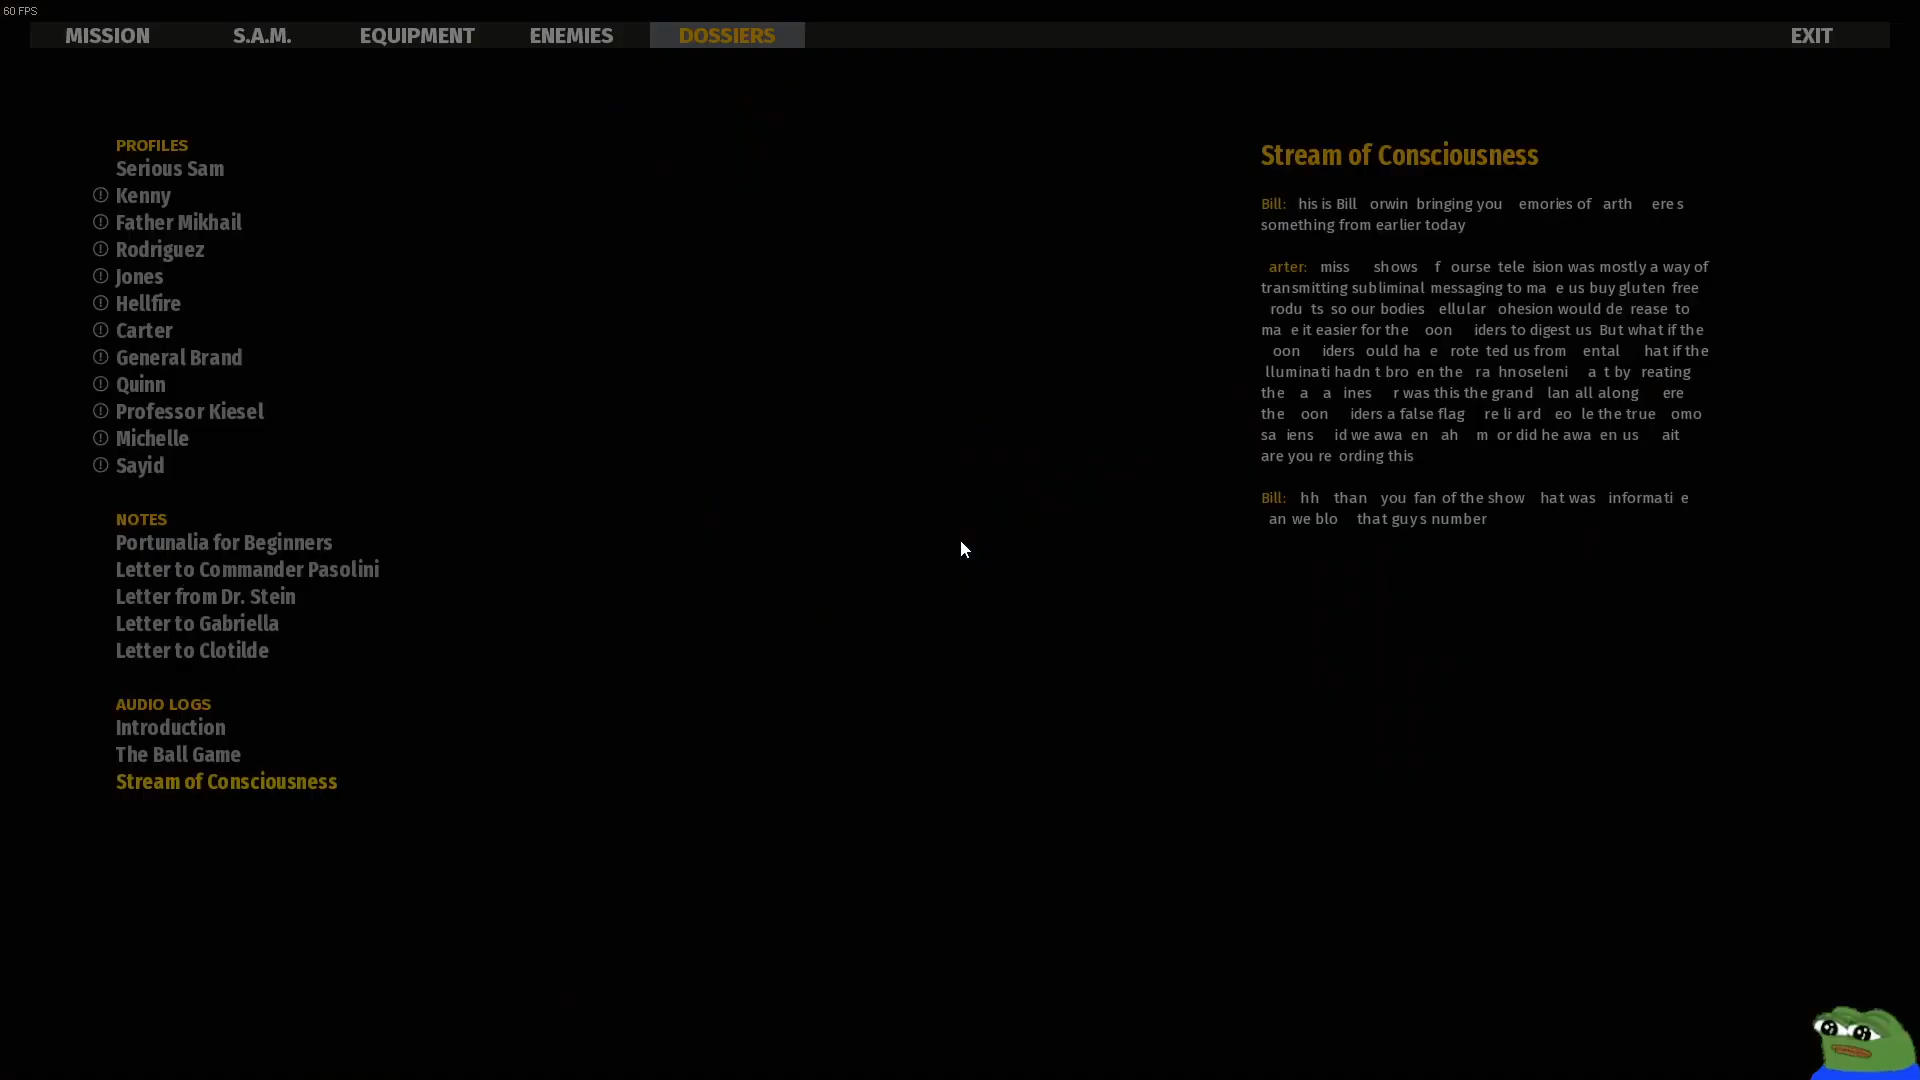 60 FPS
MISSION S.A.M. EQUIPMENT ENEMIES DOSSIERS EXIT
PROFILES
Serious Sam
Kenny
Father Mikhail
Rodriguez
Jones
Hellfire
Carter
General Brand
Quinn
Professor Kiesel
Michelle
Sayid
NOTES
Portunalia for Beginners
Letter to Commander Pasolini
Letter from Dr. Stein
Letter to Gabriella
Letter to Clotilde
AUDIO LOGS
Introduction
The Ball Game
Stream of Consciousness
Stream of Consciousness
Bill: his is Bill orwin bringing you emories of arth ere s
something from earlier today
arter: miss shows f ourse tele ision was mostly a way of
transmitting subliminal messaging to ma e us buy gluten free
rodu ts so our bodies ellular ohesion would de rease to
ma e it easier for the oon iders to digest us But what if the
oon iders ould ha e rote ted us from ental hat if the
lluminati hadn t bro en the ra hnoseleni a t by reating
the a a ines r was this the grand lan all along ere
the oon iders a false flag re li ard eo le the true omo
sa iens id we awa en ah m or did he awa en us ait
are you re ording this
Bill: hh than you fan of the show hat was informati e
an we blo that guy s number